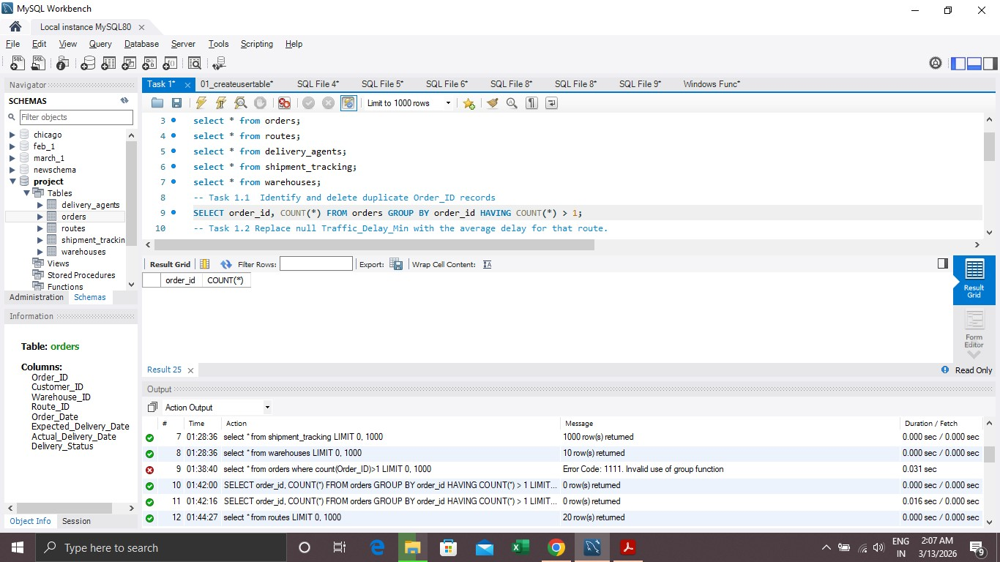 MySQL Workbench
Local instance MySQL80
File Edit View Query Database Server Tools Scripting Help
Navigator
SCHEMAS
Filter objects
chicago
feb_1
march_1
newschema
project
Tables
delivery_agents
orders
routes
shipment_trackin
warehouses
Views
Stored Procedures
Functions
Administration Schemas
Information
Table: orders
Columns:
Order_ID
Customer_ID
Warehouse_ID
Route_ID
Order_Date
Expected_Delivery_Date
Actual_Delivery_Date
Delivery_Status
Object Info Session
Task 1* 01_createusertable* SQL File 4* SQL File 5* SQL File 6* SQL File 8* SQL File 8* SQL File 9* Windows Func*
Limit to 1000 rows
3 select * from orders;
4 select * from routes;
5 select * from delivery_agents;
6 select * from shipment_tracking;
7 select * from warehouses;
8 -- Task 1.1  Identify and delete duplicate Order_ID records
9 SELECT order_id, COUNT(*) FROM orders GROUP BY order_id HAVING COUNT(*) > 1;
10 -- Task 1.2 Replace null Traffic_Delay_Min with the average delay for that route.
Result Grid Filter Rows: Export: Wrap Cell Content:
order_id COUNT(*)
Result Grid
Form Editor
Result 25 Read Only
Output
Action Output
# Time Action Message Duration / Fetch
7 01:28:36 select * from shipment_tracking LIMIT 0, 1000 1000 row(s) returned 0.000 sec / 0.000 sec
8 01:28:36 select * from warehouses LIMIT 0, 1000 10 row(s) returned 0.000 sec / 0.000 sec
9 01:38:40 select * from orders where count(Order_ID)>1 LIMIT 0, 1000 Error Code: 1111. Invalid use of group function 0.031 sec
10 01:42:00 SELECT order_id, COUNT(*) FROM orders GROUP BY order_id HAVING COUNT(*) > 1 LIMIT... 0 row(s) returned 0.000 sec / 0.000 sec
11 01:42:16 SELECT order_id, COUNT(*) FROM orders GROUP BY order_id HAVING COUNT(*) > 1 LIMIT... 0 row(s) returned 0.016 sec / 0.000 sec
12 01:44:27 select * from routes LIMIT 0, 1000 20 row(s) returned 0.000 sec / 0.000 sec
Type here to search
ENG
IN
2:07 AM
3/13/2026
9